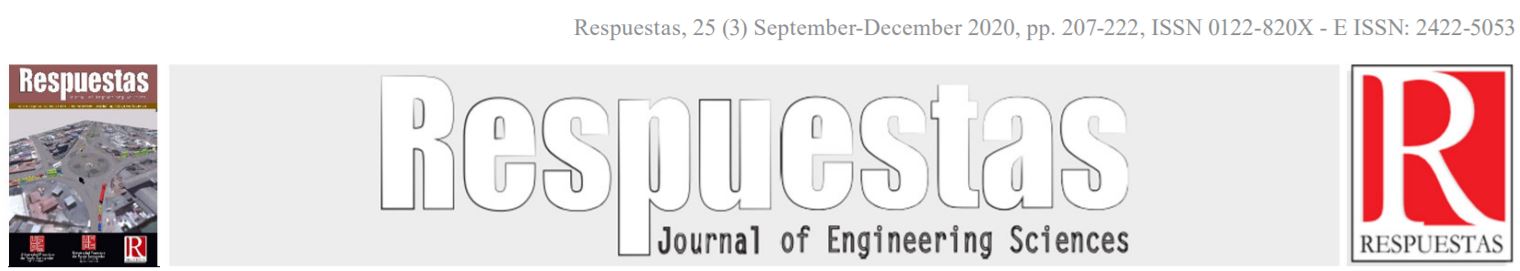 Respuestas, 25 (3) September-December 2020, pp. 207-222, ISSN 0122-820X - E ISSN: 2422-5053
Respuestas
Respuestas
Journal of Engineering Sciences
R
RESPUESTAS